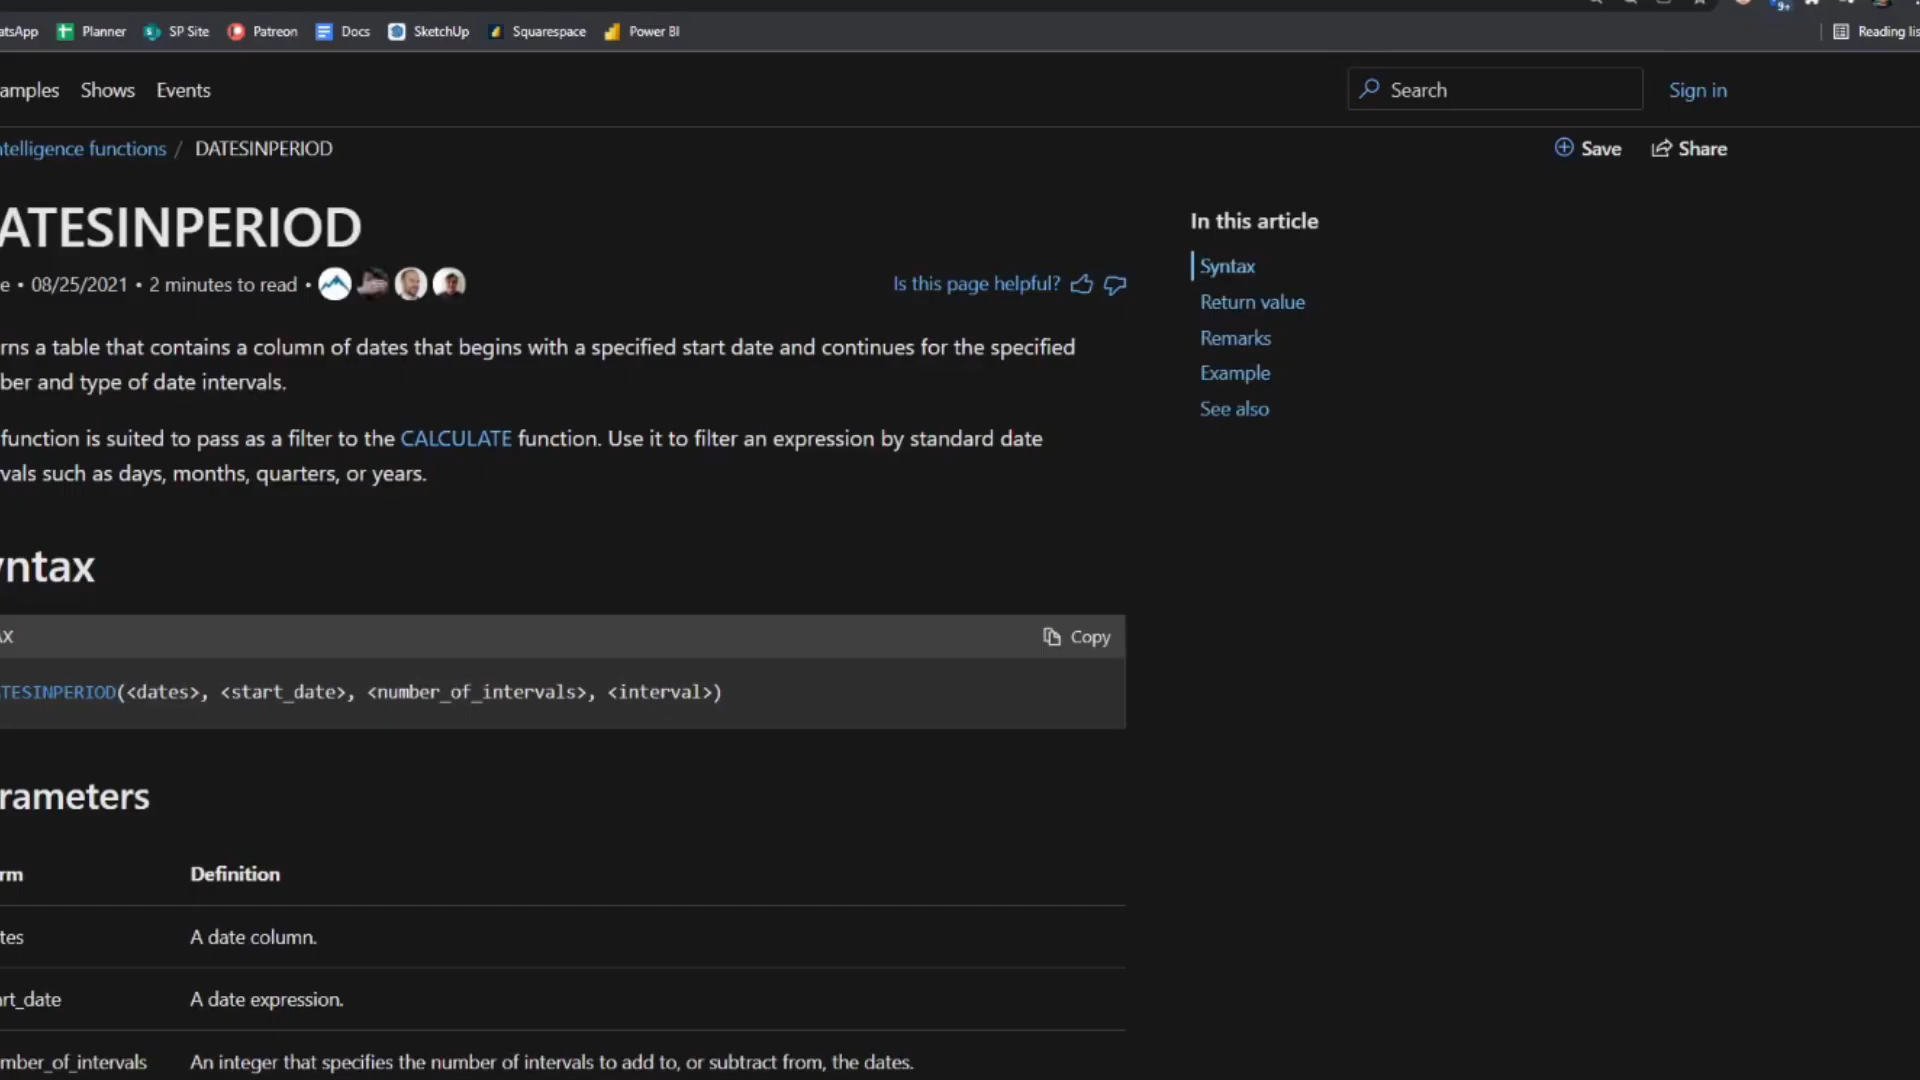 atsApp Planner SP Site Patreon Docs SketchUp Squarespace Power BI Reading lis
9+
amples Shows Events Search Sign in
ntelligence functions / DATESINPERIOD Save Share
ATESINPERIOD
e • 08/25/2021 • 2 minutes to read • Is this page helpful?
rns a table that contains a column of dates that begins with a specified start date and continues for the specified
ber and type of date intervals.
function is suited to pass as a filter to the CALCULATE function. Use it to filter an expression by standard date
vals such as days, months, quarters, or years.
In this article
Syntax
Return value
Remarks
Example
See also
ntax
AX Copy
TESINPERIOD(<dates>, <start_date>, <number_of_intervals>, <interval>)
rameters
rm Definition
tes A date column.
art_date A date expression.
mber_of_intervals An integer that specifies the number of intervals to add to, or subtract from, the dates.